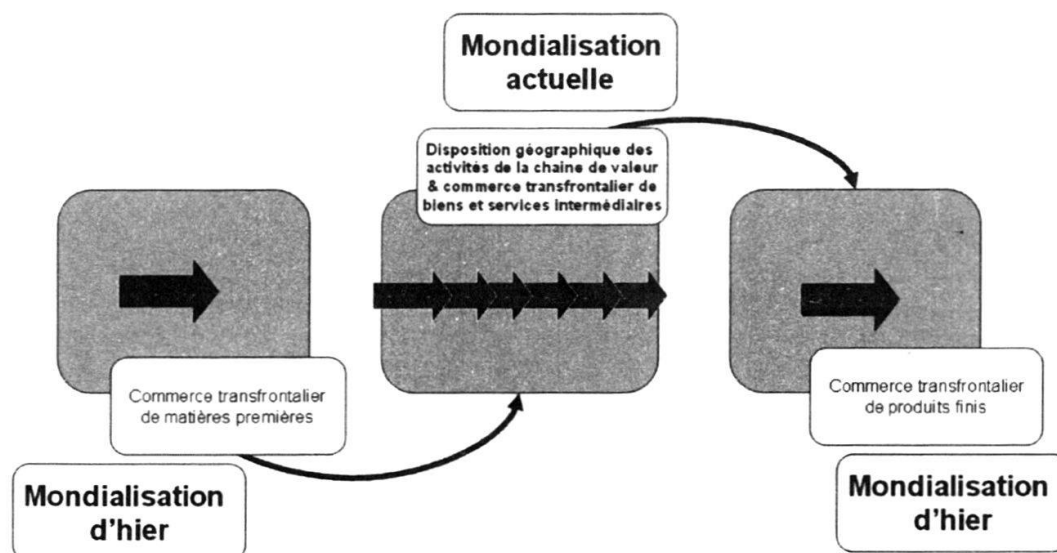 Mondialisation
actuelle
Disposition géographique des
activités de la chaine de valeur
& commerce transfrontalier de
biens et services intermédiaires
Commerce transfrontalier
de matières premières
Mondialisation
d'hier
Commerce transfrontalier
de produits finis
Mondialisation
d'hier